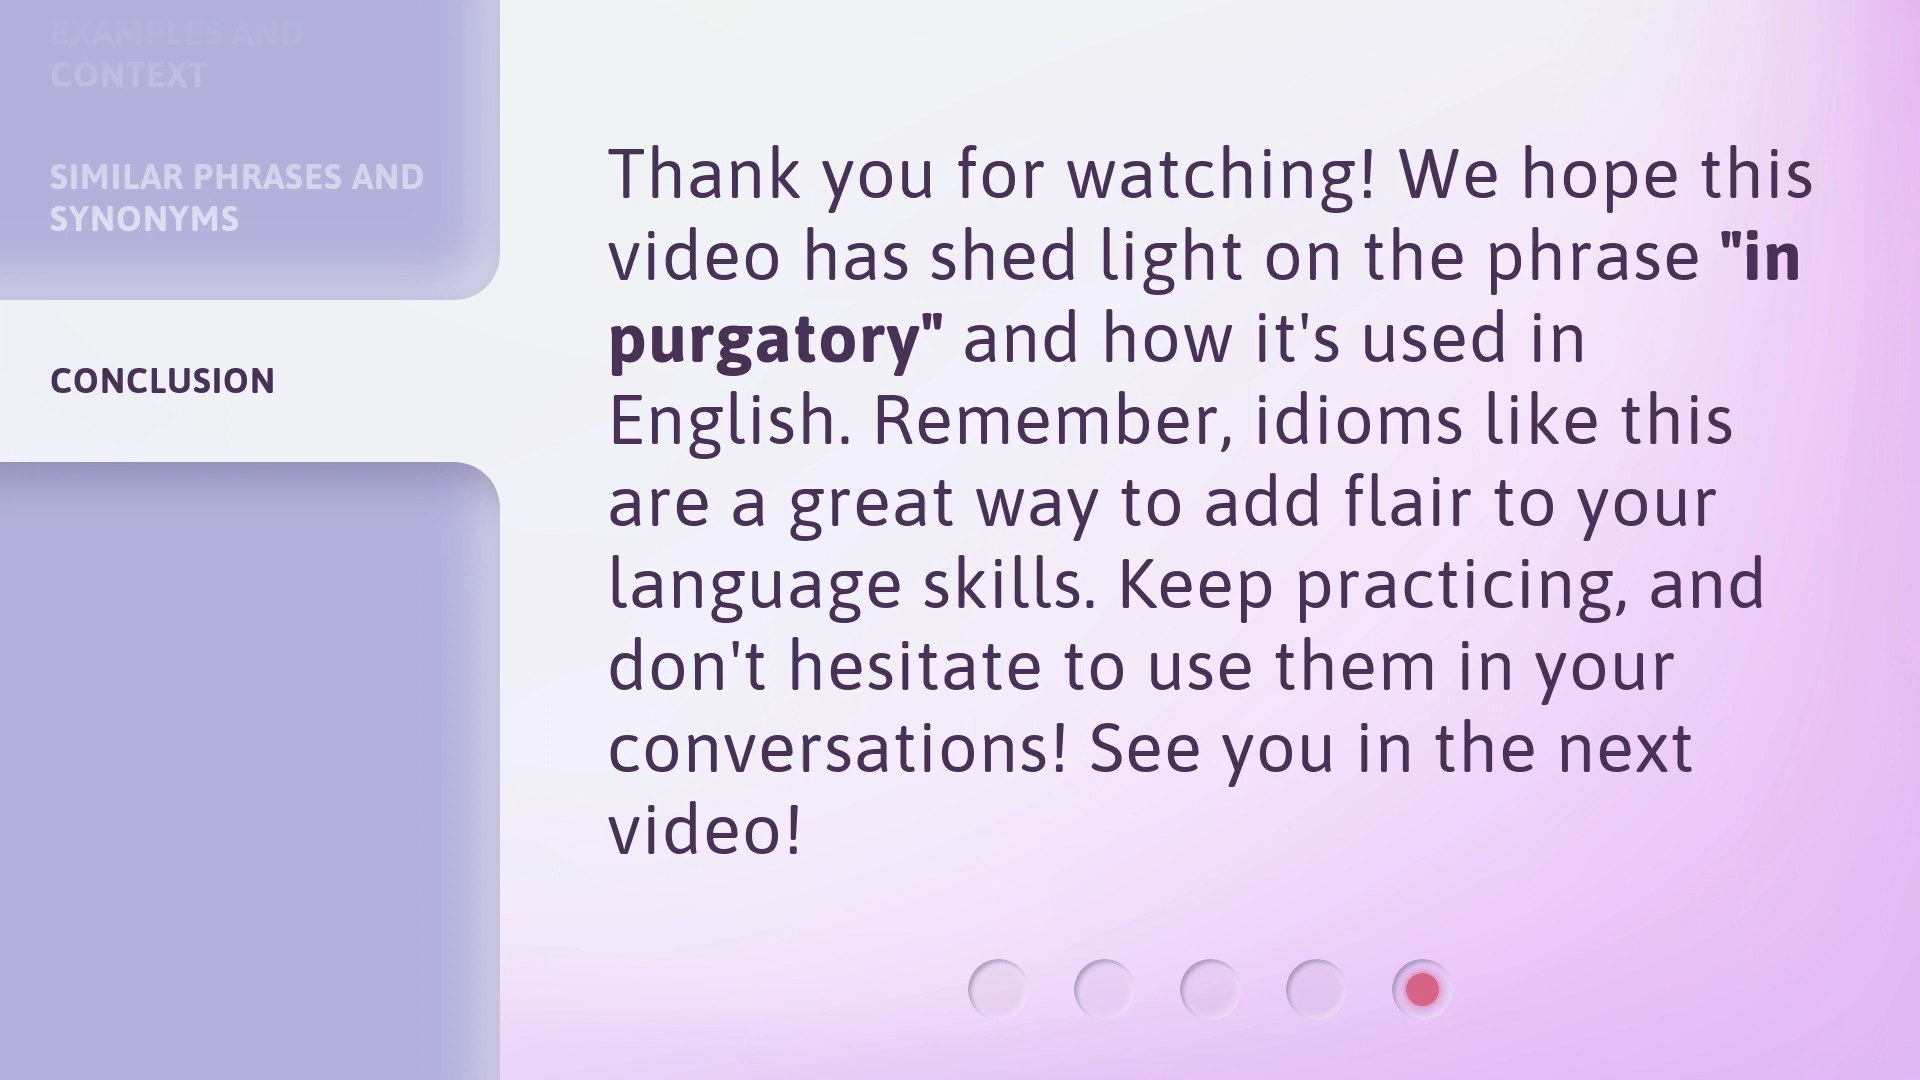 EXAMPLES AND
CONTEXT
SIMILAR PHRASES AND
SYNONYMS
CONCLUSION
Thank you for watching! We hope this
video has shed light on the phrase "in
purgatory" and how it's used in
English. Remember, idioms like this
are a great way to add flair to your
language skills. Keep practicing, and
don't hesitate to use them in your
conversations! See you in the next
video!